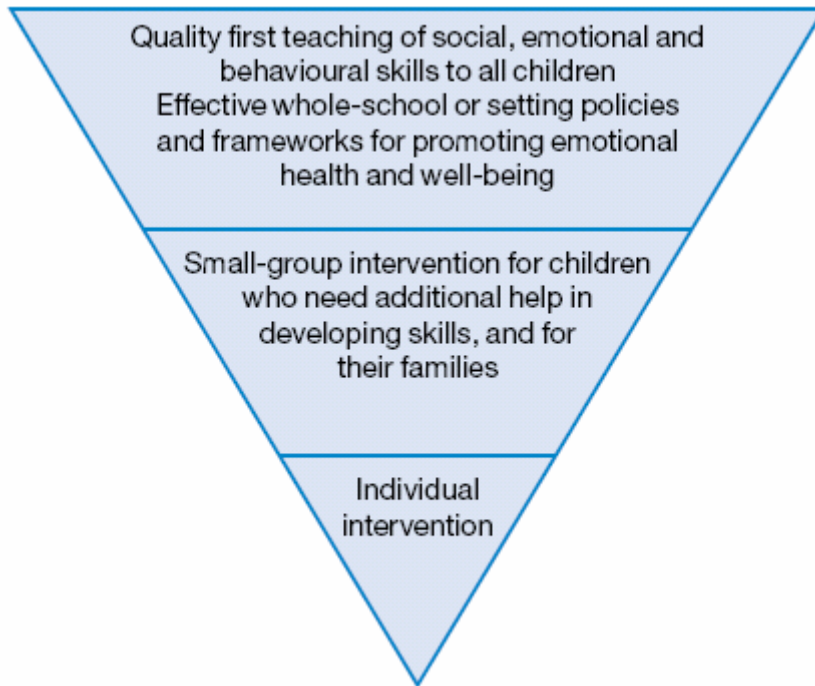 Quality first teaching of social, emotional and
behavioural skills to all children
Effective whole-school or setting policies
and frameworks for promoting emotional
health and well-being
Small-group intervention for children
who need additional help in
developing skills, and for
their families
Individual
intervention